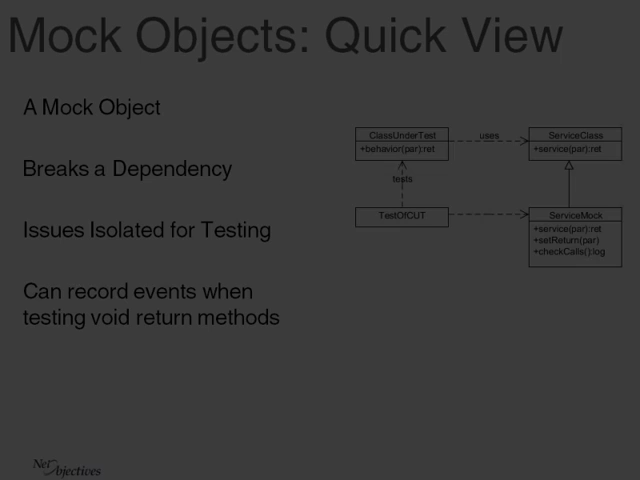 Mock Objects: Quick View
A Mock Object
Breaks a Dependency
Issues Isolated for Testing
Can record events when
testing void return methods
ClassUnderTest
+behavior(par):ret
uses
ServiceClass
+service(par):ret
tests
TestOfCUT
ServiceMock
+service(par):ret
+setReturn(par)
+checkCalls():log
Net Objectives